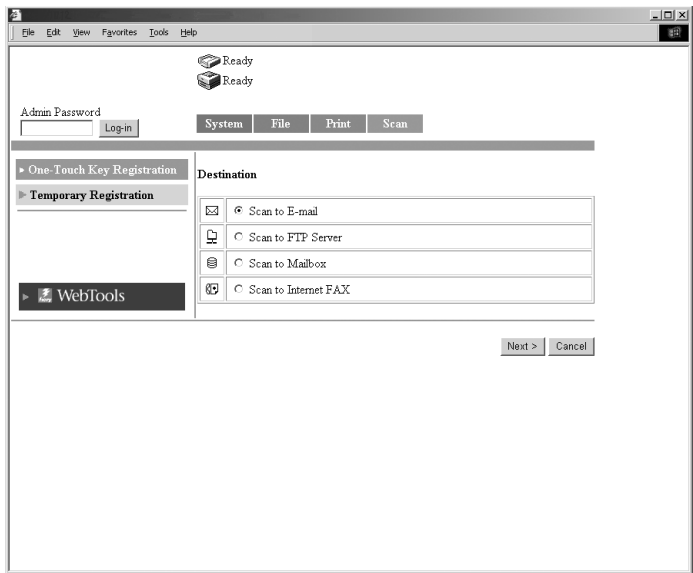 File Edit View Favorites Tools Help
Ready
Ready
Admin Password
Log-in
System File Print Scan
One-Touch Key Registration
Temporary Registration
WebTools
Destination
Scan to E-mail
Scan to FTP Server
Scan to Mailbox
Scan to Internet FAX
Next > Cancel